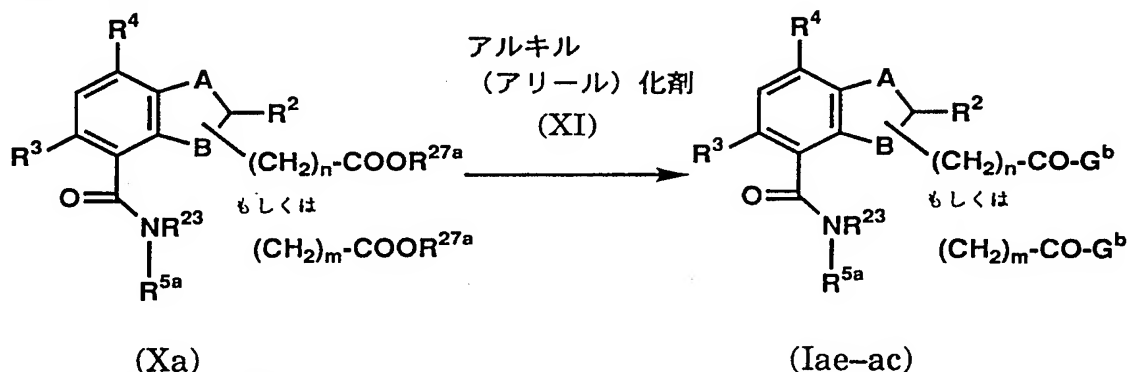 R⁴
A
R²
B
R³
(CH₂)ₙ-COOR²⁷ᵃ
O
もしくは
NR²³
(CH₂)ₘ-COOR²⁷ᵃ
R⁵ᵃ
(Xa)
アルキル
(アリール)化剤
(XI)
R⁴
A
R²
B
R³
(CH₂)ₙ-CO-Gᵇ
O
もしくは
NR²³
(CH₂)ₘ-CO-Gᵇ
R⁵ᵃ
(Iae–ac)